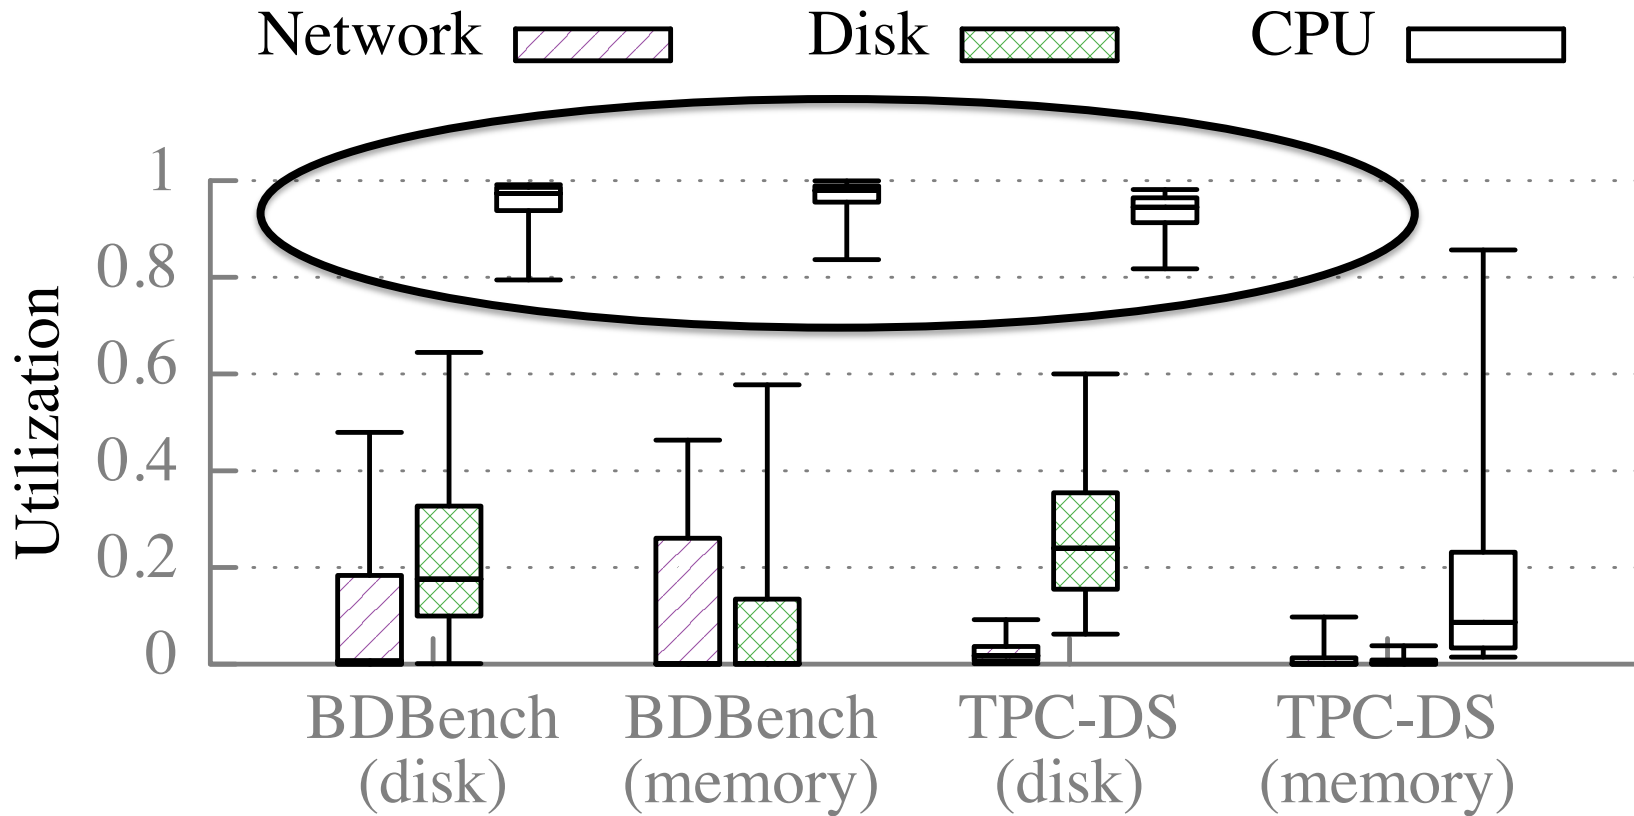 Network Disk CPU
Utilization
1
0.8
0.6
0.4
0.2
0
BDBench BDBench TPC-DS TPC-DS
(disk) (memory) (disk) (memory)